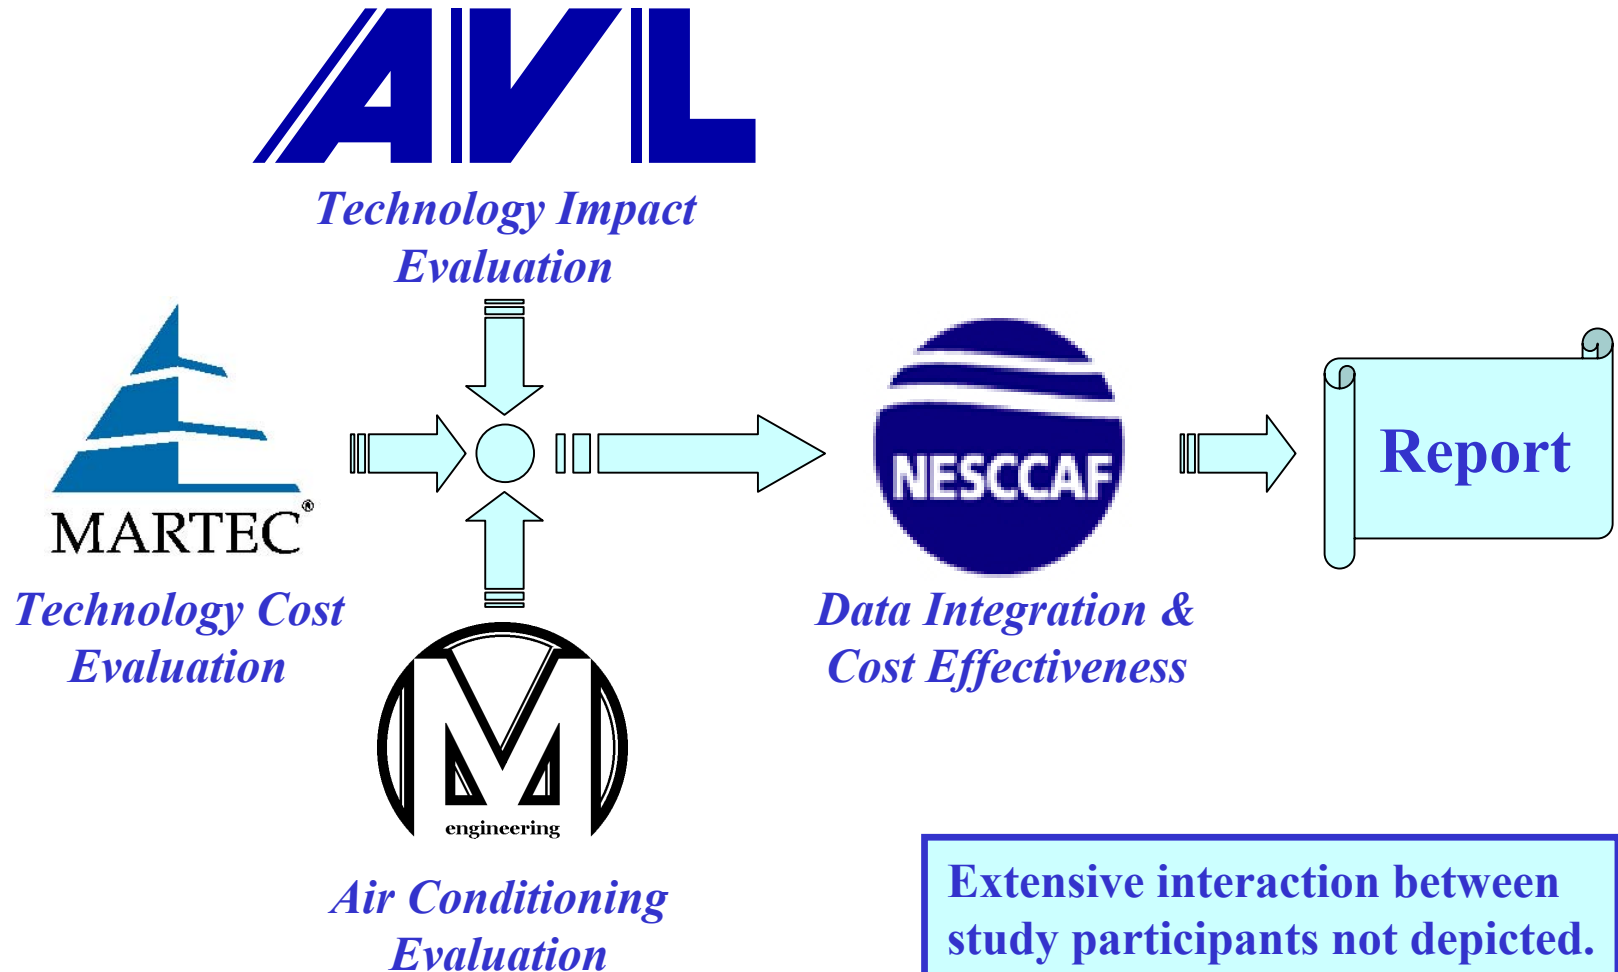 AVL
Technology Impact
Evaluation
MARTEC®
Technology Cost
Evaluation
M
engineering
Air Conditioning
Evaluation
NESCCAF
Data Integration &
Cost Effectiveness
Report
Extensive interaction between
study participants not depicted.